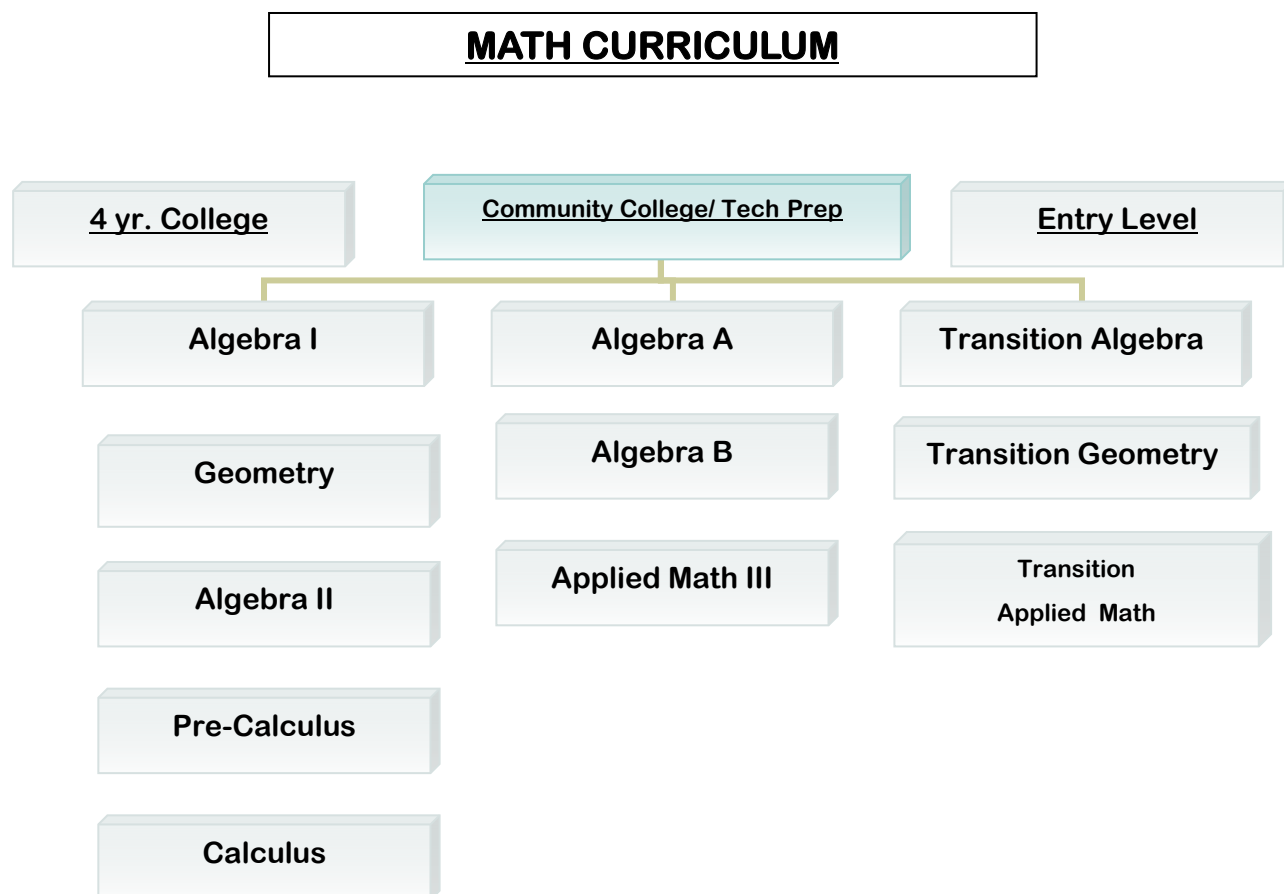 MATH CURRICULUM
4 yr. College
Community College/ Tech Prep
Entry Level
Algebra I
Algebra A
Transition Algebra
Geometry
Algebra B
Transition Geometry
Algebra II
Applied Math III
Transition
Applied  Math
Pre-Calculus
Calculus